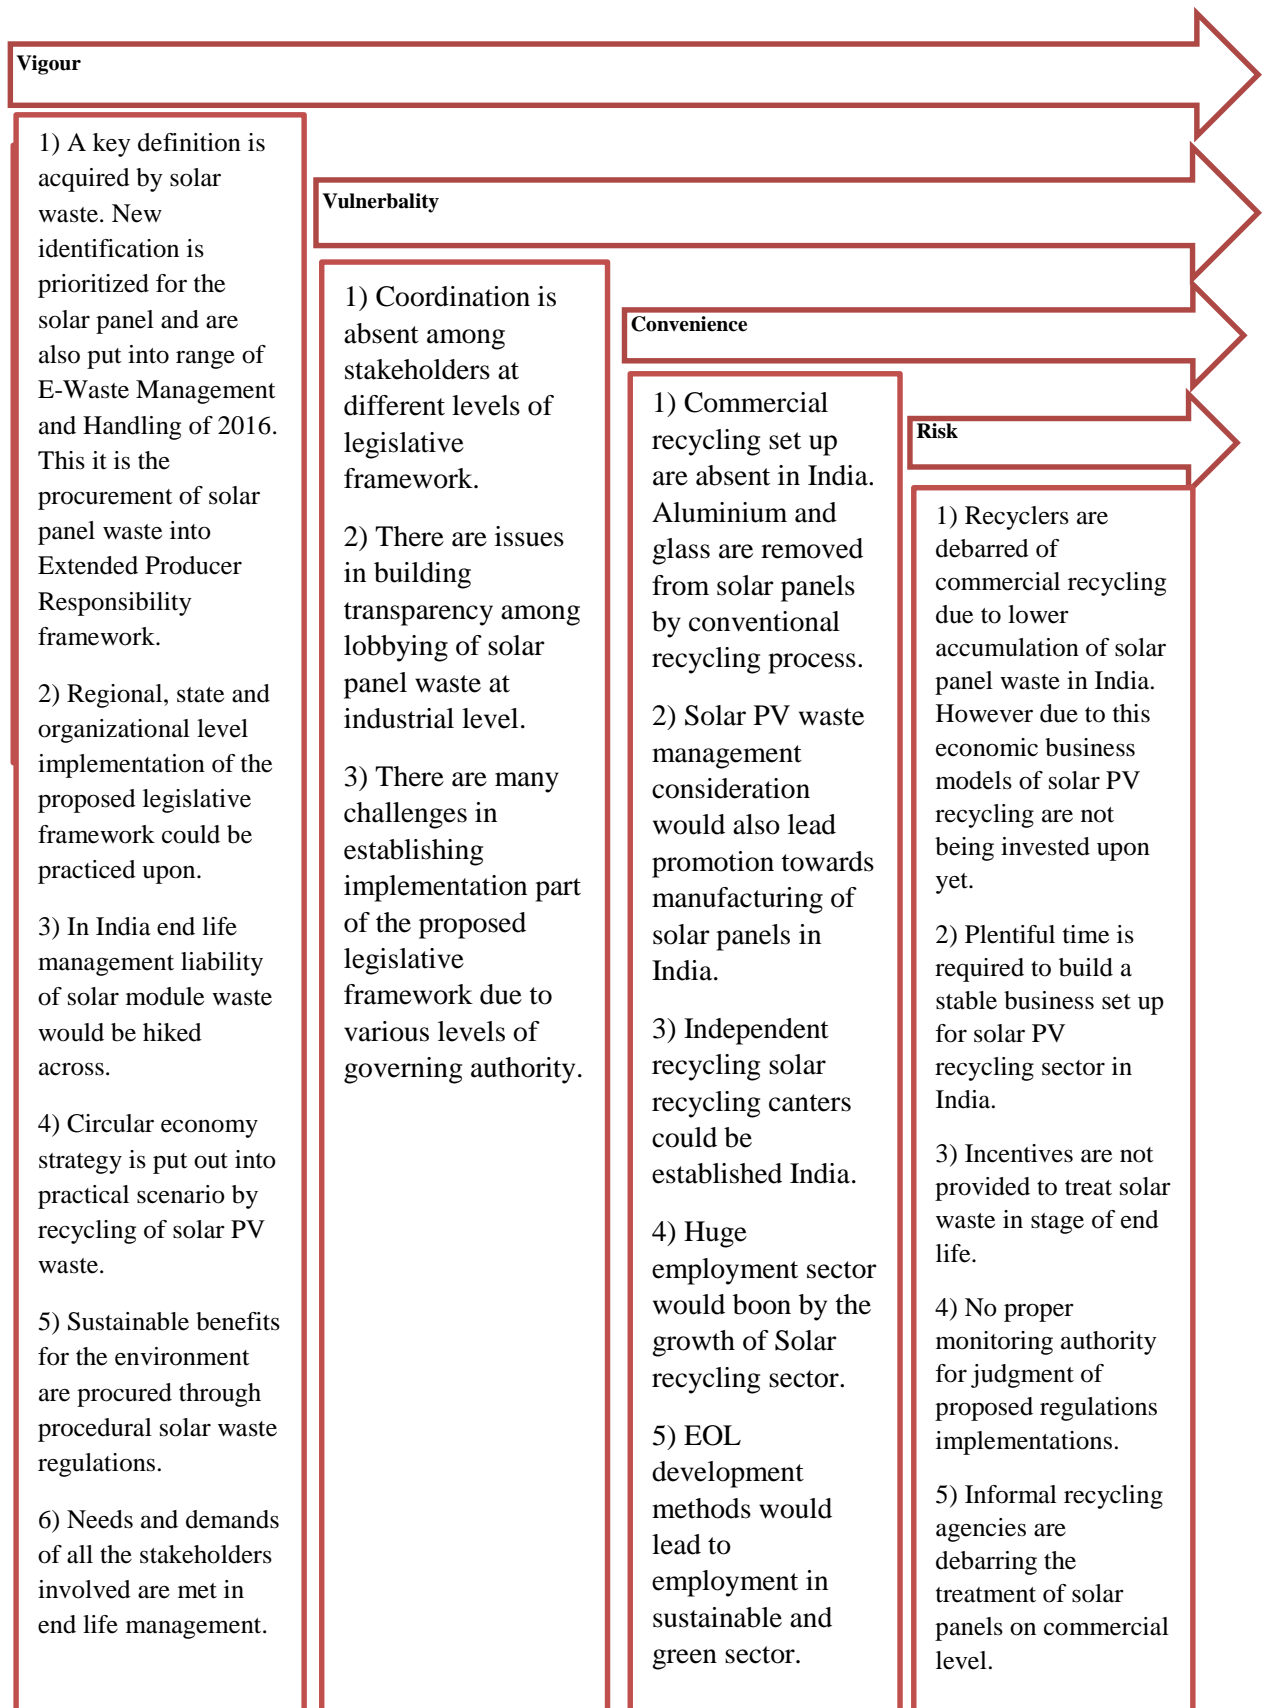 Vigour
1) A key definition is
acquired by solar
waste. New
identification is
prioritized for the
solar panel and are
also put into range of
E-Waste Management
and Handling of 2016.
This it is the
procurement of solar
panel waste into
Extended Producer
Responsibility
framework.
2) Regional, state and
organizational level
implementation of the
proposed legislative
framework could be
practiced upon.
3) In India end life
management liability
of solar module waste
would be hiked
across.
4) Circular economy
strategy is put out into
practical scenario by
recycling of solar PV
waste.
5) Sustainable benefits
for the environment
are procured through
procedural solar waste
regulations.
6) Needs and demands
of all the stakeholders
involved are met in
end life management.
Vulnerbality
1) Coordination is
absent among
stakeholders at
different levels of
legislative
framework.
2) There are issues
in building
transparency among
lobbying of solar
panel waste at
industrial level.
3) There are many
challenges in
establishing
implementation part
of the proposed
legislative
framework due to
various levels of
governing authority.
Convenience
1) Commercial
recycling set up
are absent in India.
Aluminium and
glass are removed
from solar panels
by conventional
recycling process.
2) Solar PV waste
management
consideration
would also lead
promotion towards
manufacturing of
solar panels in
India.
3) Independent
recycling solar
recycling canters
could be
established India.
4) Huge
employment sector
would boon by the
growth of Solar
recycling sector.
5) EOL
development
methods would
lead to
employment in
sustainable and
green sector.
Risk
1) Recyclers are
debarred of
commercial recycling
due to lower
accumulation of solar
panel waste in India.
However due to this
economic business
models of solar PV
recycling are not
being invested upon
yet.
2) Plentiful time is
required to build a
stable business set up
for solar PV
recycling sector in
India.
3) Incentives are not
provided to treat solar
waste in stage of end
life.
4) No proper
monitoring authority
for judgment of
proposed regulations
implementations.
5) Informal recycling
agencies are
debarring the
treatment of solar
panels on commercial
level.